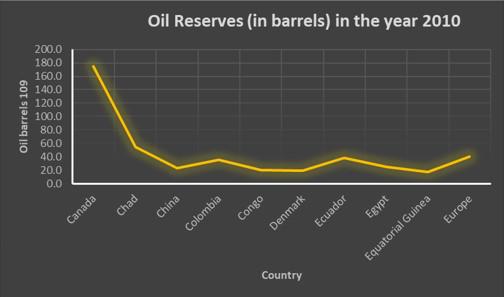 Oil Reserves (in barrels) in the year 2010
Oil barrels 109
200.0
180.0
160.0
140.0
120.0
100.0
80.0
60.0
40.0
20.0
0.0
Canada
Chad
China
Colombia
Congo
Denmark
Ecuador
Egypt
Equatorial Guinea
Europe
Country